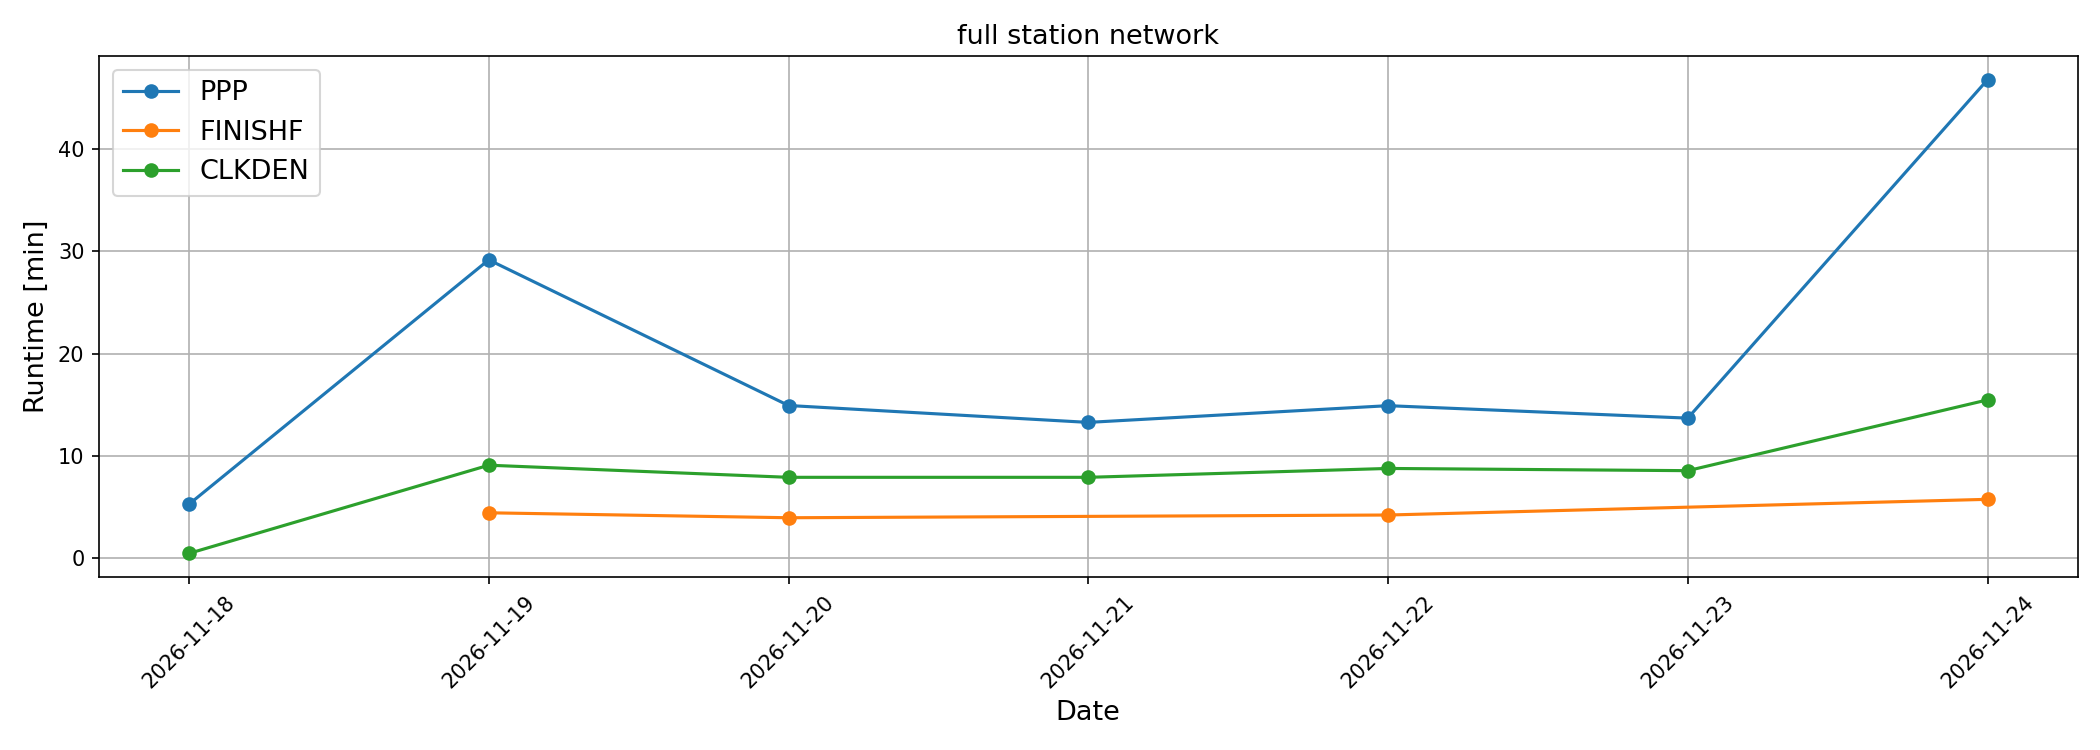 full station network
PPP
FINISHF
CLKDEN
Runtime [min]
40
30
20
10
0
2026-11-18
2026-11-19
2026-11-20
2026-11-21
2026-11-22
2026-11-23
2026-11-24
Date